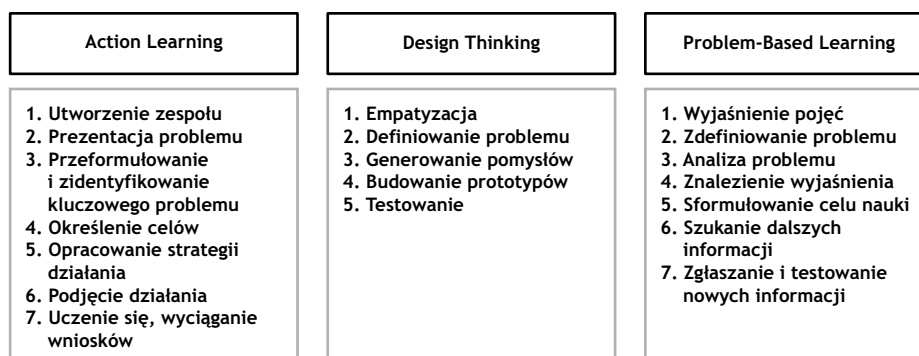 Action Learning
1. Utworzenie zespołu
2. Prezentacja problemu
3. Przeformułowanie
i zidentyfikowanie
kluczowego problemu
4. Określenie celów
5. Opracowanie strategii
działania
6. Podjęcie działania
7. Uczenie się, wyciąganie
wniosków
Design Thinking
1. Empatyzacja
2. Definiowanie problemu
3. Generowanie pomysłów
4. Budowanie prototypów
5. Testowanie
Problem-Based Learning
1. Wyjaśnienie pojęć
2. Zdefiniowanie problemu
3. Analiza problemu
4. Znalezienie wyjaśnienia
5. Sformułowanie celu nauki
6. Szukanie dalszych
informacji
7. Zgłaszanie i testowanie
nowych informacji